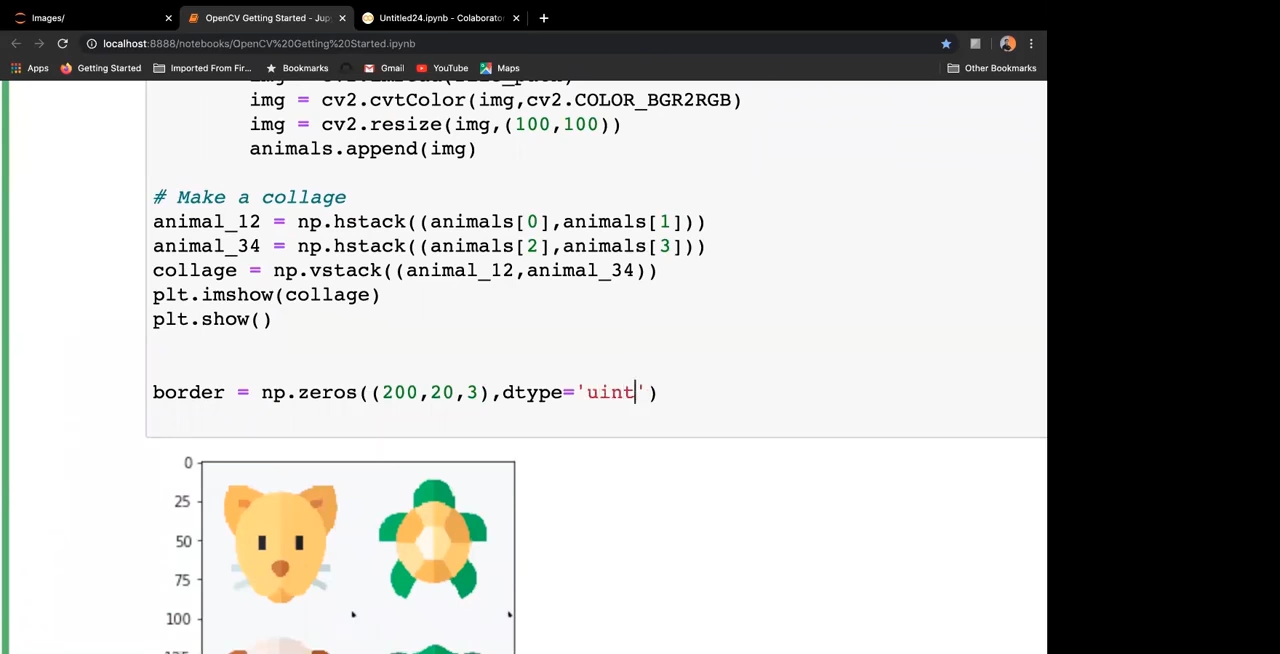 Images/
OpenCV Getting Started - Jup
Untitled24.ipynb - Colaborato
localhost:8888/notebooks/OpenCV%20Getting%20Started.ipynb
Apps
Getting Started
Imported From Fir...
Bookmarks
Gmail
YouTube
Maps
Other Bookmarks
img = cv2.cvtColor(img,cv2.COLOR_BGR2RGB)
img = cv2.resize(img,(100,100))
animals.append(img)
# Make a collage
animal_12 = np.hstack((animals[0],animals[1]))
animal_34 = np.hstack((animals[2],animals[3]))
collage = np.vstack((animal_12,animal_34))
plt.imshow(collage)
plt.show()
border = np.zeros((200,20,3),dtype='uint')
0
25
50
75
100